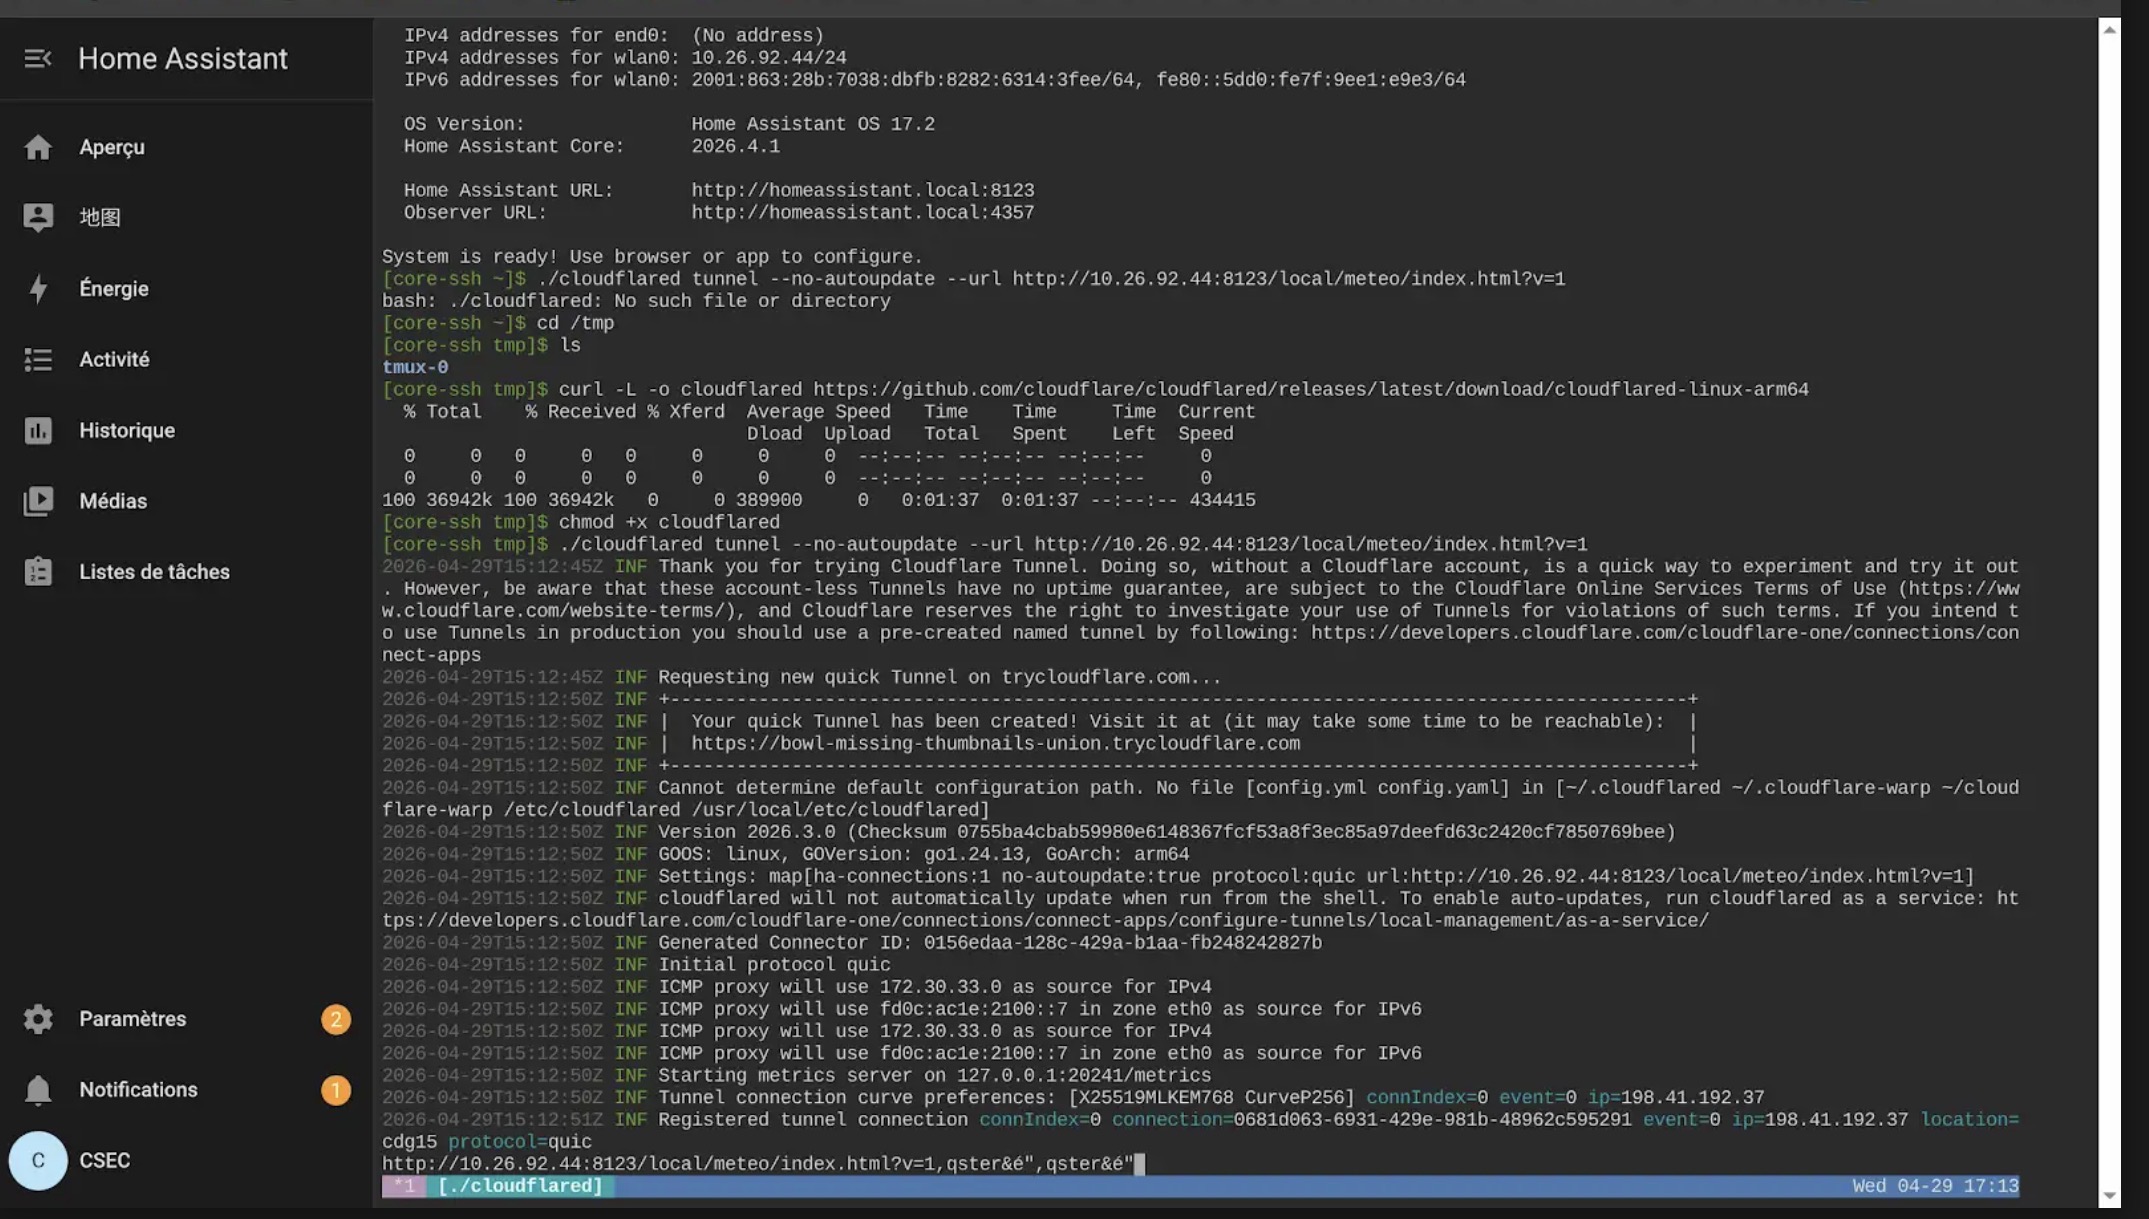 Home Assistant
Aperçu
地图
Énergie
Activité
Historique
Médias
Listes de tâches
Paramètres
2
Notifications
1
C
CSEC
IPv4 addresses for end0: (No address)
IPv4 addresses for wlan0: 10.26.92.44/24
IPv6 addresses for wlan0: 2001:863:28b:7038:dbfb:8282:6314:3fee/64, fe80::5dd0:fe7f:9ee1:e9e3/64
OS Version: Home Assistant OS 17.2
Home Assistant Core: 2026.4.1
Home Assistant URL: http://homeassistant.local:8123
Observer URL: http://homeassistant.local:4357
System is ready! Use browser or app to configure.
[core-ssh ~]$ ./cloudflared tunnel --no-autoupdate --url http://10.26.92.44:8123/local/meteo/index.html?v=1
bash: ./cloudflared: No such file or directory
[core-ssh ~]$ cd /tmp
[core-ssh tmp]$ ls
tmux-0
[core-ssh tmp]$ curl -L -o cloudflared https://github.com/cloudflare/cloudflared/releases/latest/download/cloudflared-linux-arm64
% Total % Received % Xferd Average Speed Time Time Time Current
Dload Upload Total Spent Left Speed
0 0 0 0 0 0 0 0 --:--:-- --:--:-- --:--:-- 0
0 0 0 0 0 0 0 0 --:--:-- --:--:-- --:--:-- 0
100 36942k 100 36942k 0 0 389900 0 0:01:37 0:01:37 --:--:-- 434415
[core-ssh tmp]$ chmod +x cloudflared
[core-ssh tmp]$ ./cloudflared tunnel --no-autoupdate --url http://10.26.92.44:8123/local/meteo/index.html?v=1
2026-04-29T15:12:45Z INF Thank you for trying Cloudflare Tunnel. Doing so, without a Cloudflare account, is a quick way to experiment and try it out
. However, be aware that these account-less Tunnels have no uptime guarantee, are subject to the Cloudflare Online Services Terms of Use (https://ww
w.cloudflare.com/website-terms/), and Cloudflare reserves the right to investigate your use of Tunnels for violations of such terms. If you intend t
o use Tunnels in production you should use a pre-created named tunnel by following: https://developers.cloudflare.com/cloudflare-one/connections/con
nect-apps
2026-04-29T15:12:45Z INF Requesting new quick Tunnel on trycloudflare.com...
2026-04-29T15:12:50Z INF +--------------------------------------------------------------------------------------------+
2026-04-29T15:12:50Z INF | Your quick Tunnel has been created! Visit it at (it may take some time to be reachable): |
2026-04-29T15:12:50Z INF | https://bowl-missing-thumbnails-union.trycloudflare.com |
2026-04-29T15:12:50Z INF +--------------------------------------------------------------------------------------------+
2026-04-29T15:12:50Z INF Cannot determine default configuration path. No file [config.yml config.yaml] in [~/.cloudflared ~/.cloudflare-warp ~/cloud
flare-warp /etc/cloudflared /usr/local/etc/cloudflared]
2026-04-29T15:12:50Z INF Version 2026.3.0 (Checksum 0755ba4cbab59980e6148367fcf53a8f3ec85a97deefd63c2420cf7850769bee)
2026-04-29T15:12:50Z INF GOOS: linux, GOVersion: go1.24.13, GoArch: arm64
2026-04-29T15:12:50Z INF Settings: map[ha-connections:1 no-autoupdate:true protocol:quic url:http://10.26.92.44:8123/local/meteo/index.html?v=1]
2026-04-29T15:12:50Z INF cloudflared will not automatically update when run from the shell. To enable auto-updates, run cloudflared as a service: ht
tps://developers.cloudflare.com/cloudflare-one/connections/connect-apps/configure-tunnels/local-management/as-a-service/
2026-04-29T15:12:50Z INF Generated Connector ID: 0156edaa-128c-429a-b1aa-fb248242827b
2026-04-29T15:12:50Z INF Initial protocol quic
2026-04-29T15:12:50Z INF ICMP proxy will use 172.30.33.0 as source for IPv4
2026-04-29T15:12:50Z INF ICMP proxy will use fd0c:ac1e:2100::7 in zone eth0 as source for IPv6
2026-04-29T15:12:50Z INF ICMP proxy will use 172.30.33.0 as source for IPv4
2026-04-29T15:12:50Z INF ICMP proxy will use fd0c:ac1e:2100::7 in zone eth0 as source for IPv6
2026-04-29T15:12:50Z INF Starting metrics server on 127.0.0.1:20241/metrics
2026-04-29T15:12:50Z INF Tunnel connection curve preferences: [X25519MLKEM768 CurveP256] connIndex=0 event=0 ip=198.41.192.37
2026-04-29T15:12:51Z INF Registered tunnel connection connIndex=0 connection=0681d063-6931-429e-981b-48962c595291 event=0 ip=198.41.192.37 location=
cdg15 protocol=quic
http://10.26.92.44:8123/local/meteo/index.html?v=1,qster&é",qster&é"
*1 [./cloudflared] Wed 04-29 17:13